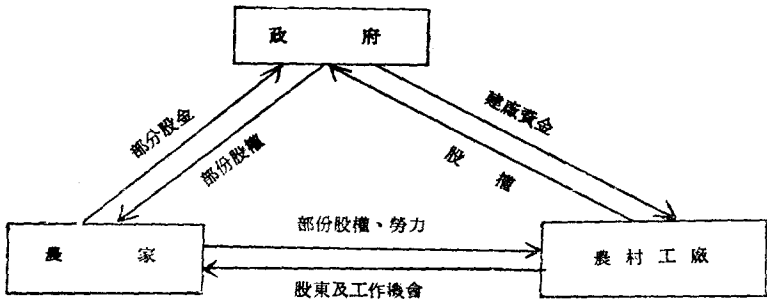 政府
部分股金
部份股權
建廠資金
股權
農家
部份股權、勞力
農村工廠
股東及工作機會